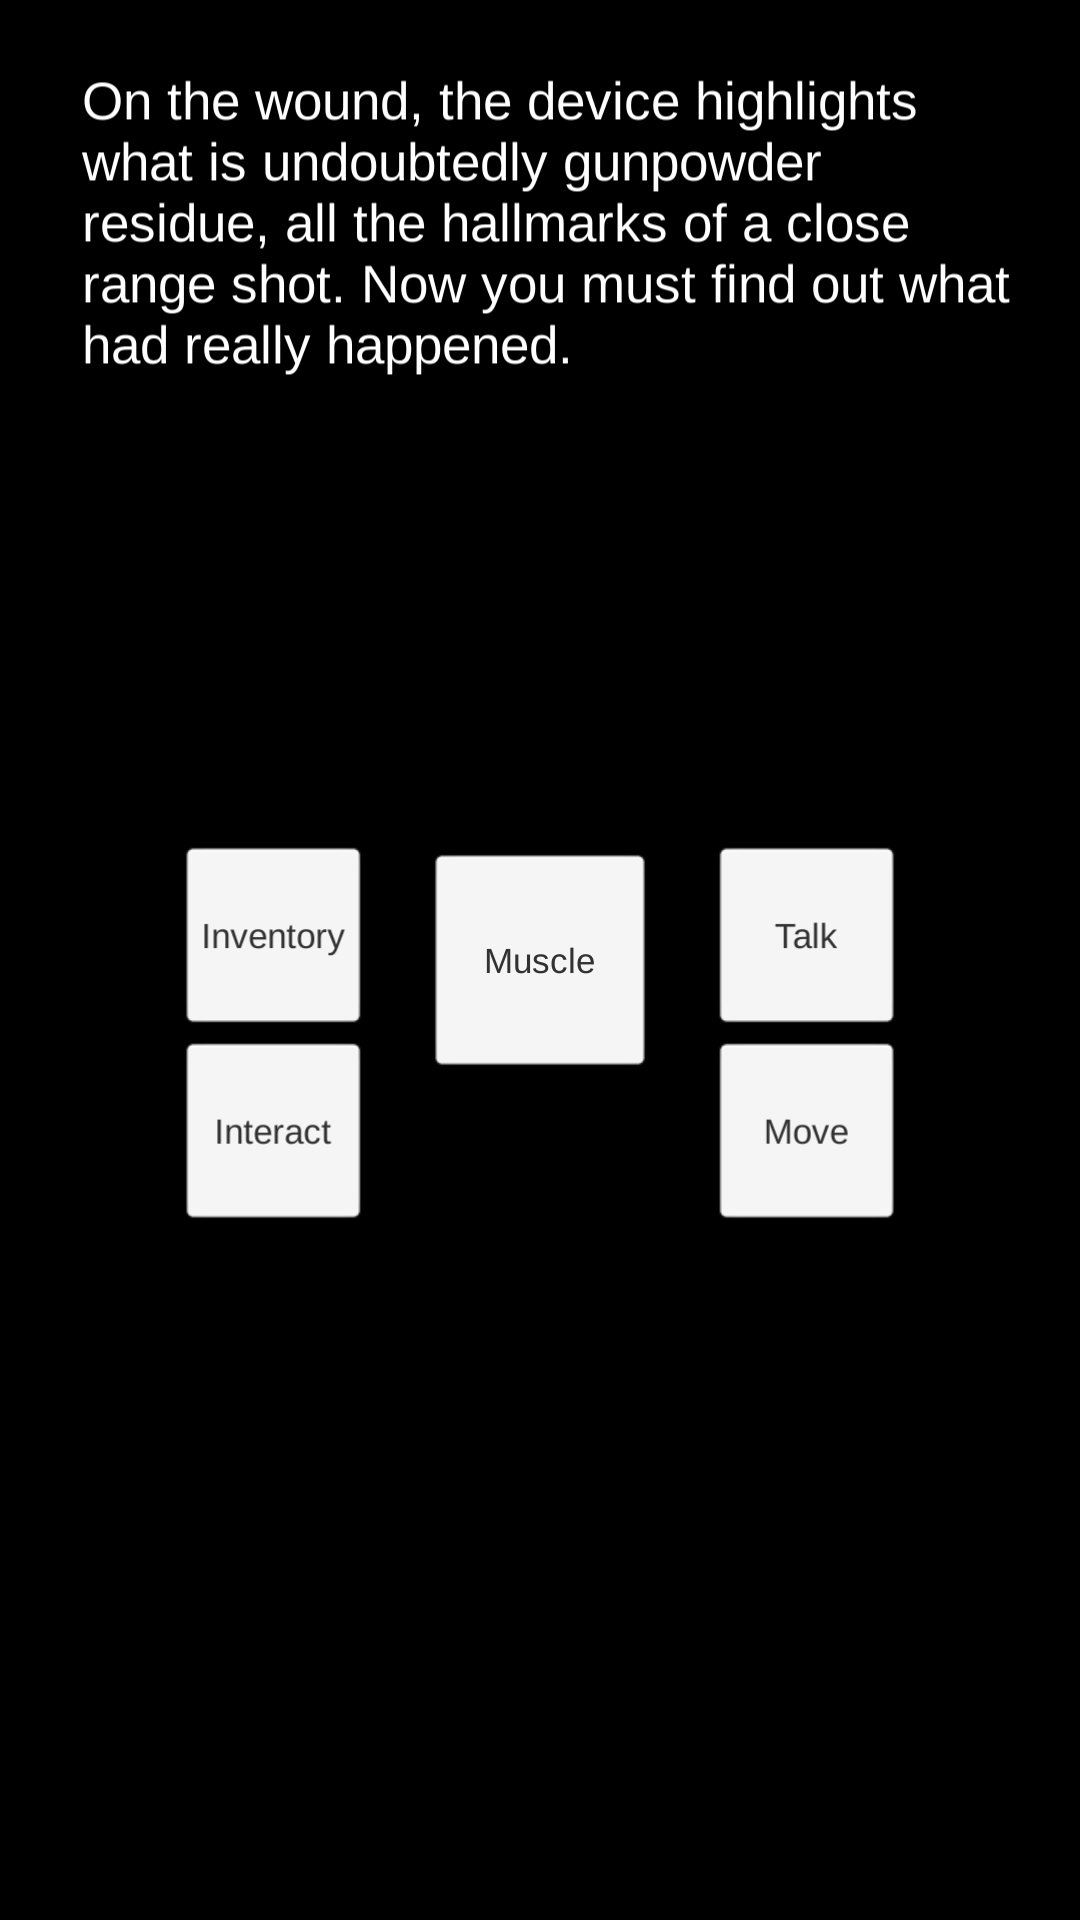 On the wound, the device highlights
what is undoubtedly gunpowder
residue, all the hallmarks of a close
range shot. Now you must find out what
had really happened.
Inventory
Muscle
Talk
Interact
Move